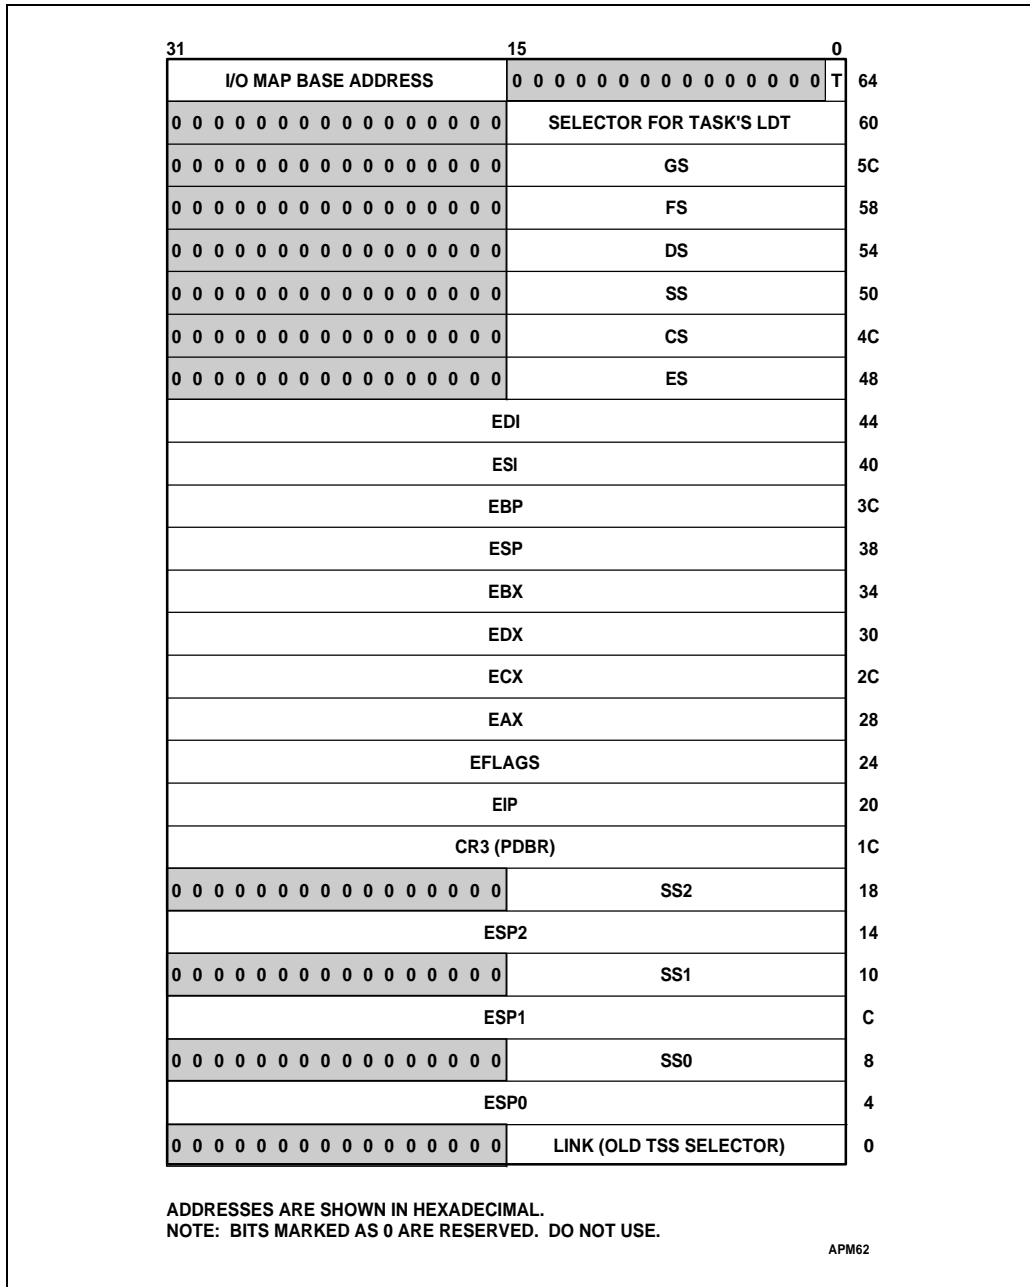 31 15 0
I/O MAP BASE ADDRESS 0 0 0 0 0 0 0 0 0 0 0 0 0 0 0 T 64
0 0 0 0 0 0 0 0 0 0 0 0 0 0 0 0 SELECTOR FOR TASK'S LDT 60
0 0 0 0 0 0 0 0 0 0 0 0 0 0 0 0 GS 5C
0 0 0 0 0 0 0 0 0 0 0 0 0 0 0 0 FS 58
0 0 0 0 0 0 0 0 0 0 0 0 0 0 0 0 DS 54
0 0 0 0 0 0 0 0 0 0 0 0 0 0 0 0 SS 50
0 0 0 0 0 0 0 0 0 0 0 0 0 0 0 0 CS 4C
0 0 0 0 0 0 0 0 0 0 0 0 0 0 0 0 ES 48
EDI 44
ESI 40
EBP 3C
ESP 38
EBX 34
EDX 30
ECX 2C
EAX 28
EFLAGS 24
EIP 20
CR3 (PDBR) 1C
0 0 0 0 0 0 0 0 0 0 0 0 0 0 0 0 SS2 18
ESP2 14
0 0 0 0 0 0 0 0 0 0 0 0 0 0 0 0 SS1 10
ESP1 C
0 0 0 0 0 0 0 0 0 0 0 0 0 0 0 0 SS0 8
ESP0 4
0 0 0 0 0 0 0 0 0 0 0 0 0 0 0 0 LINK (OLD TSS SELECTOR) 0
ADDRESSES ARE SHOWN IN HEXADECIMAL.
NOTE: BITS MARKED AS 0 ARE RESERVED. DO NOT USE.
APM62